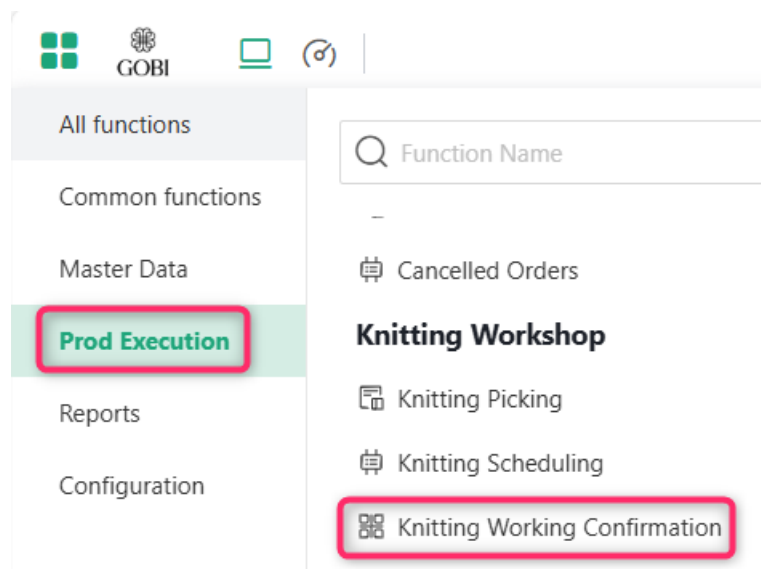 GOBI
All functions
Common functions
Master Data
Prod Execution
Reports
Configuration
Function Name
Cancelled Orders
Knitting Workshop
Knitting Picking
Knitting Scheduling
Knitting Working Confirmation